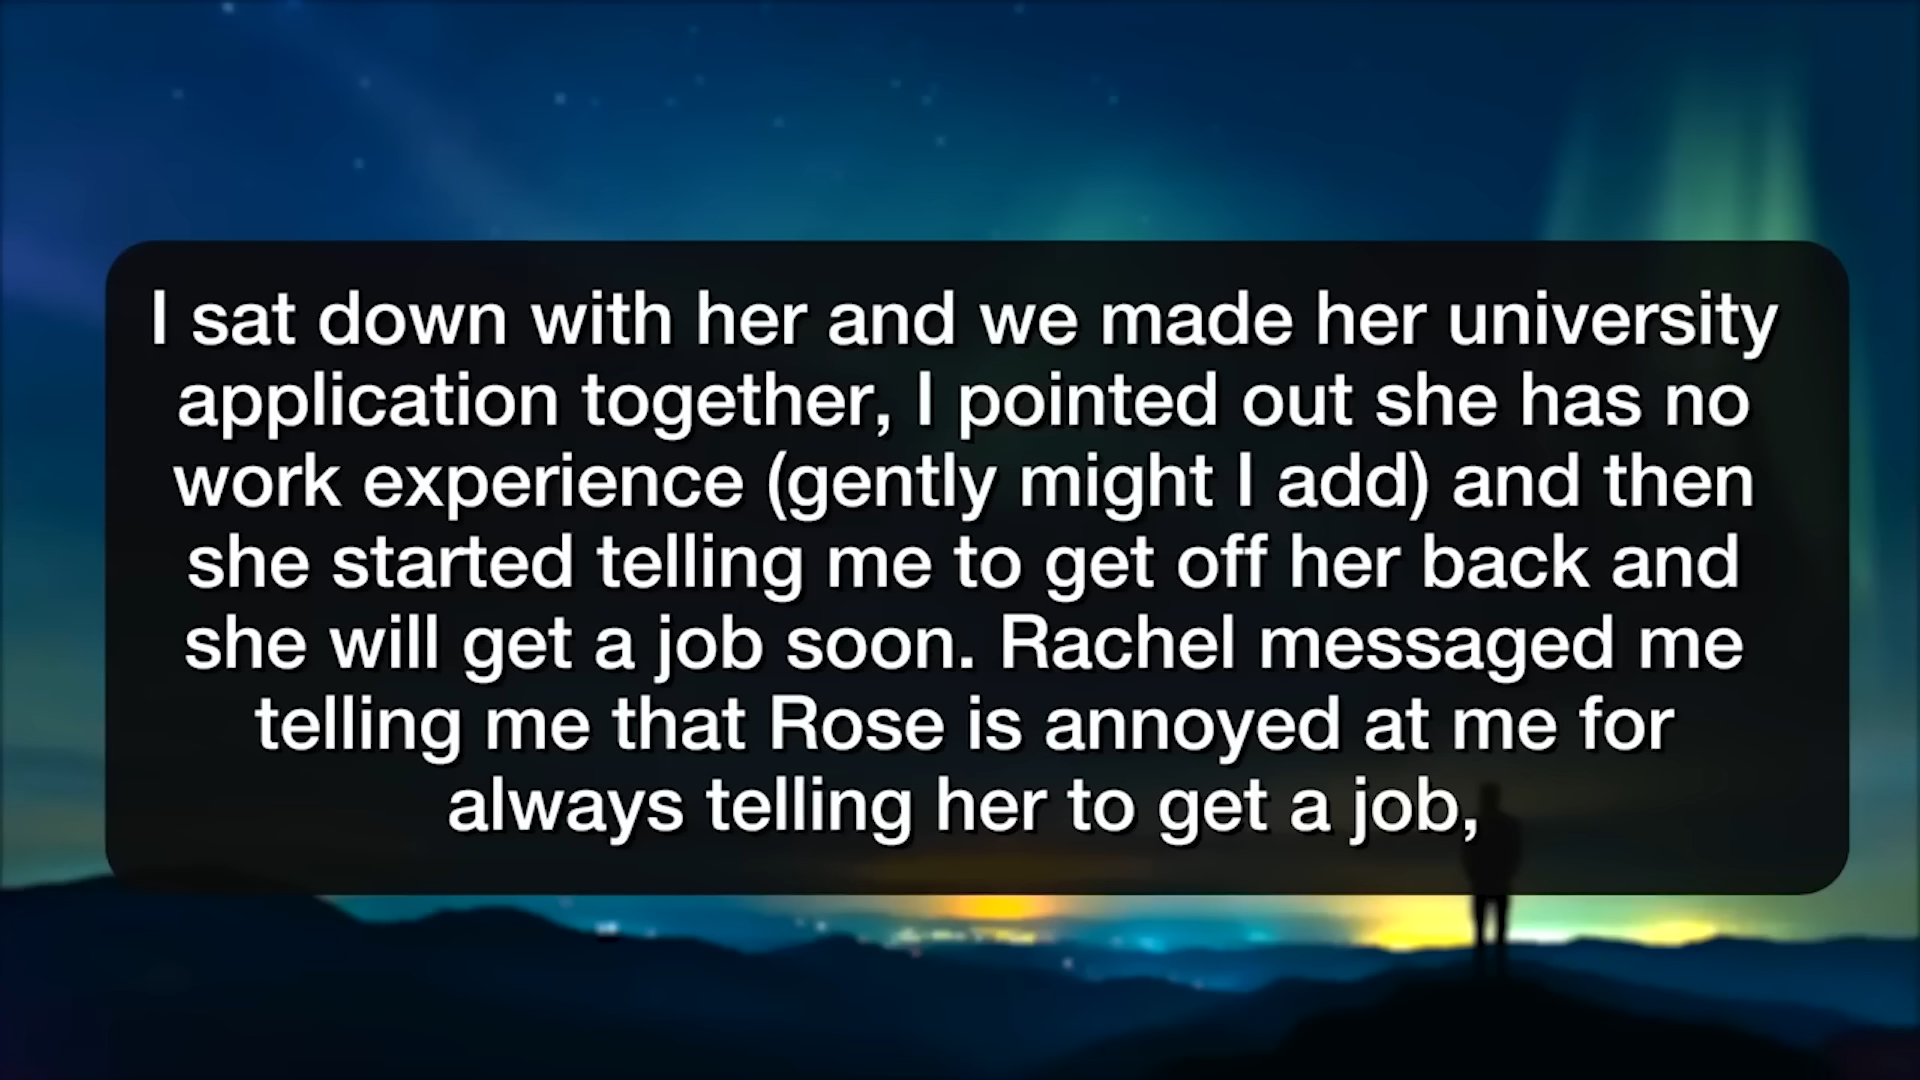 I sat down with her and we made her university
application together, I pointed out she has no
work experience (gently might I add) and then
she started telling me to get off her back and
she will get a job soon. Rachel messaged me
telling me that Rose is annoyed at me for
always telling her to get a job,